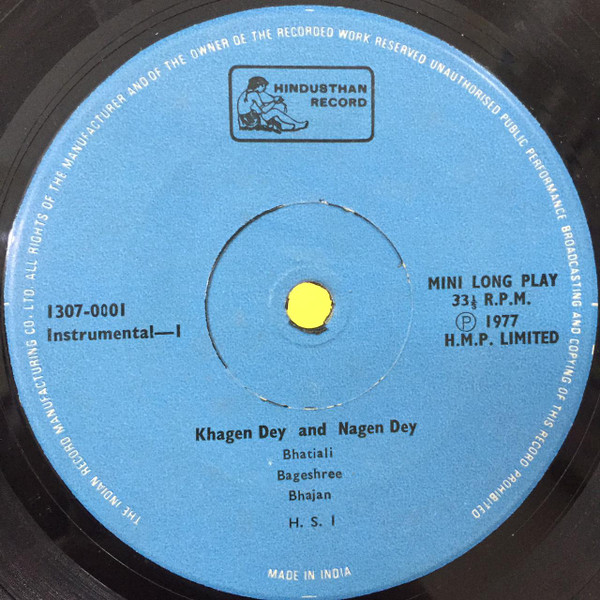 THE INDIAN RECORD MANUFACTURING CO. LTD. ALL RIGHTS OF THE MANUFACTURER AND OF THE OWNER OF THE RECORDED WORK RESERVED UNAUTHORISED PUBLIC PERFORMANCE BROADCASTING AND COPYING OF THIS RECORD PROHIBITED
HINDUSTHAN
RECORD
1307-0001
Instrumental—1
MINI LONG PLAY
33⅓ R.P.M.
Ⓟ 1977
H.M.P. LIMITED
Khagen Dey and Nagen Dey
Bhatiali
Bageshree
Bhajan
H. S. 1
MADE IN INDIA